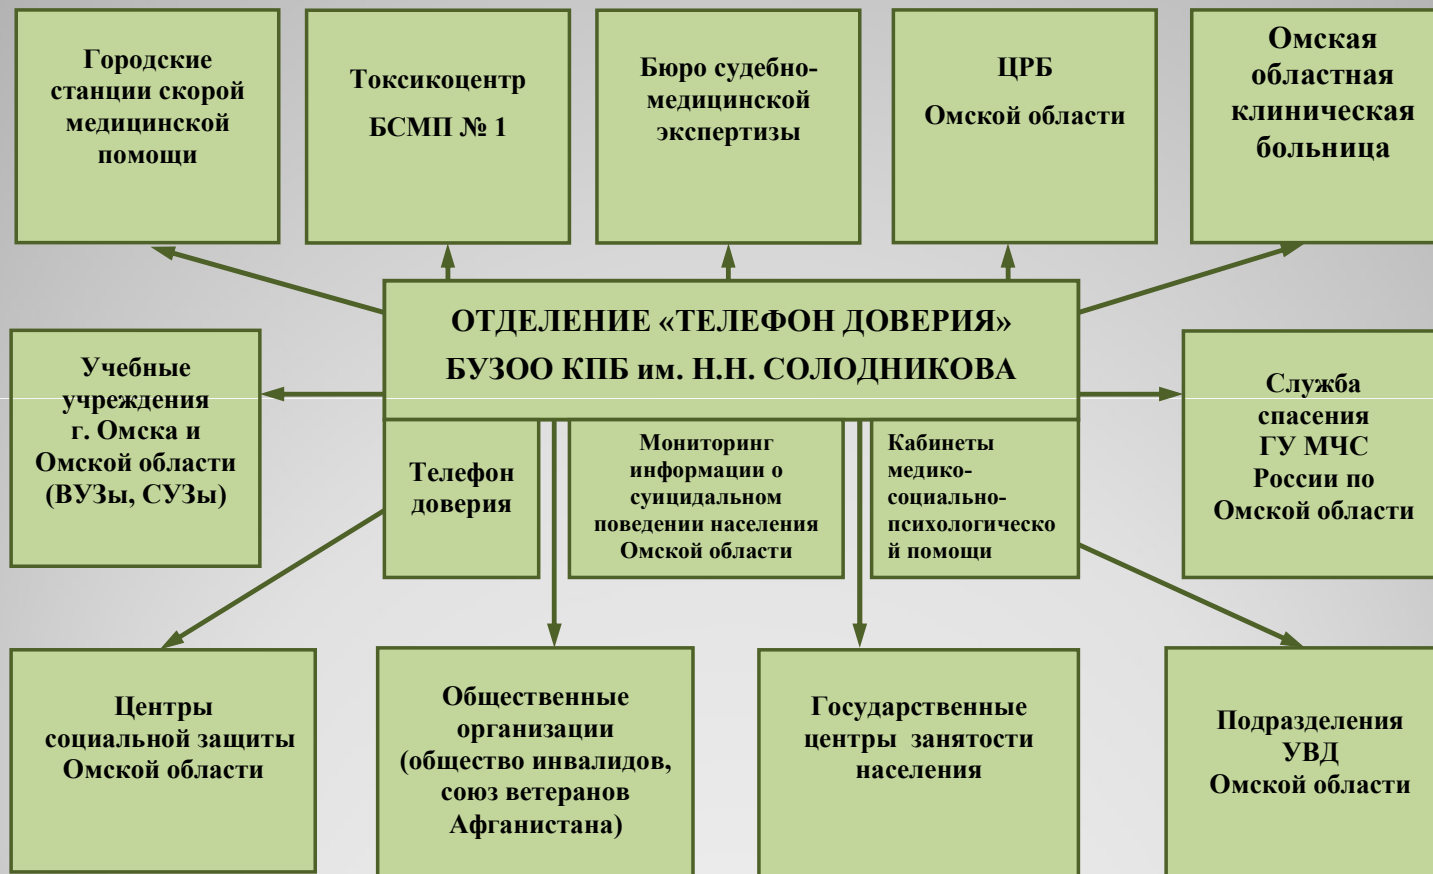 Городские
станции скорой
медицинской
помощи
Токсикоцентр
БСМП № 1
Бюро судебно-
медицинской
экспертизы
ЦРБ
Омской области
Омская
областная
клиническая
больница
ОТДЕЛЕНИЕ «ТЕЛЕФОН ДОВЕРИЯ»
БУЗОО КПБ им. Н.Н. СОЛОДНИКОВА
Учебные
учреждения
г. Омска и
Омской области
(ВУЗы, СУЗы)
Телефон
доверия
Мониторинг
информации о
суицидальном
поведении населения
Омской области
Кабинеты
медико-
социально-
психологическо
й помощи
Служба
спасения
ГУ МЧС
России по
Омской области
Центры
социальной защиты
Омской области
Общественные
организации
(общество инвалидов,
союз ветеранов
Афганистана)
Государственные
центры занятости
населения
Подразделения
УВД
Омской области